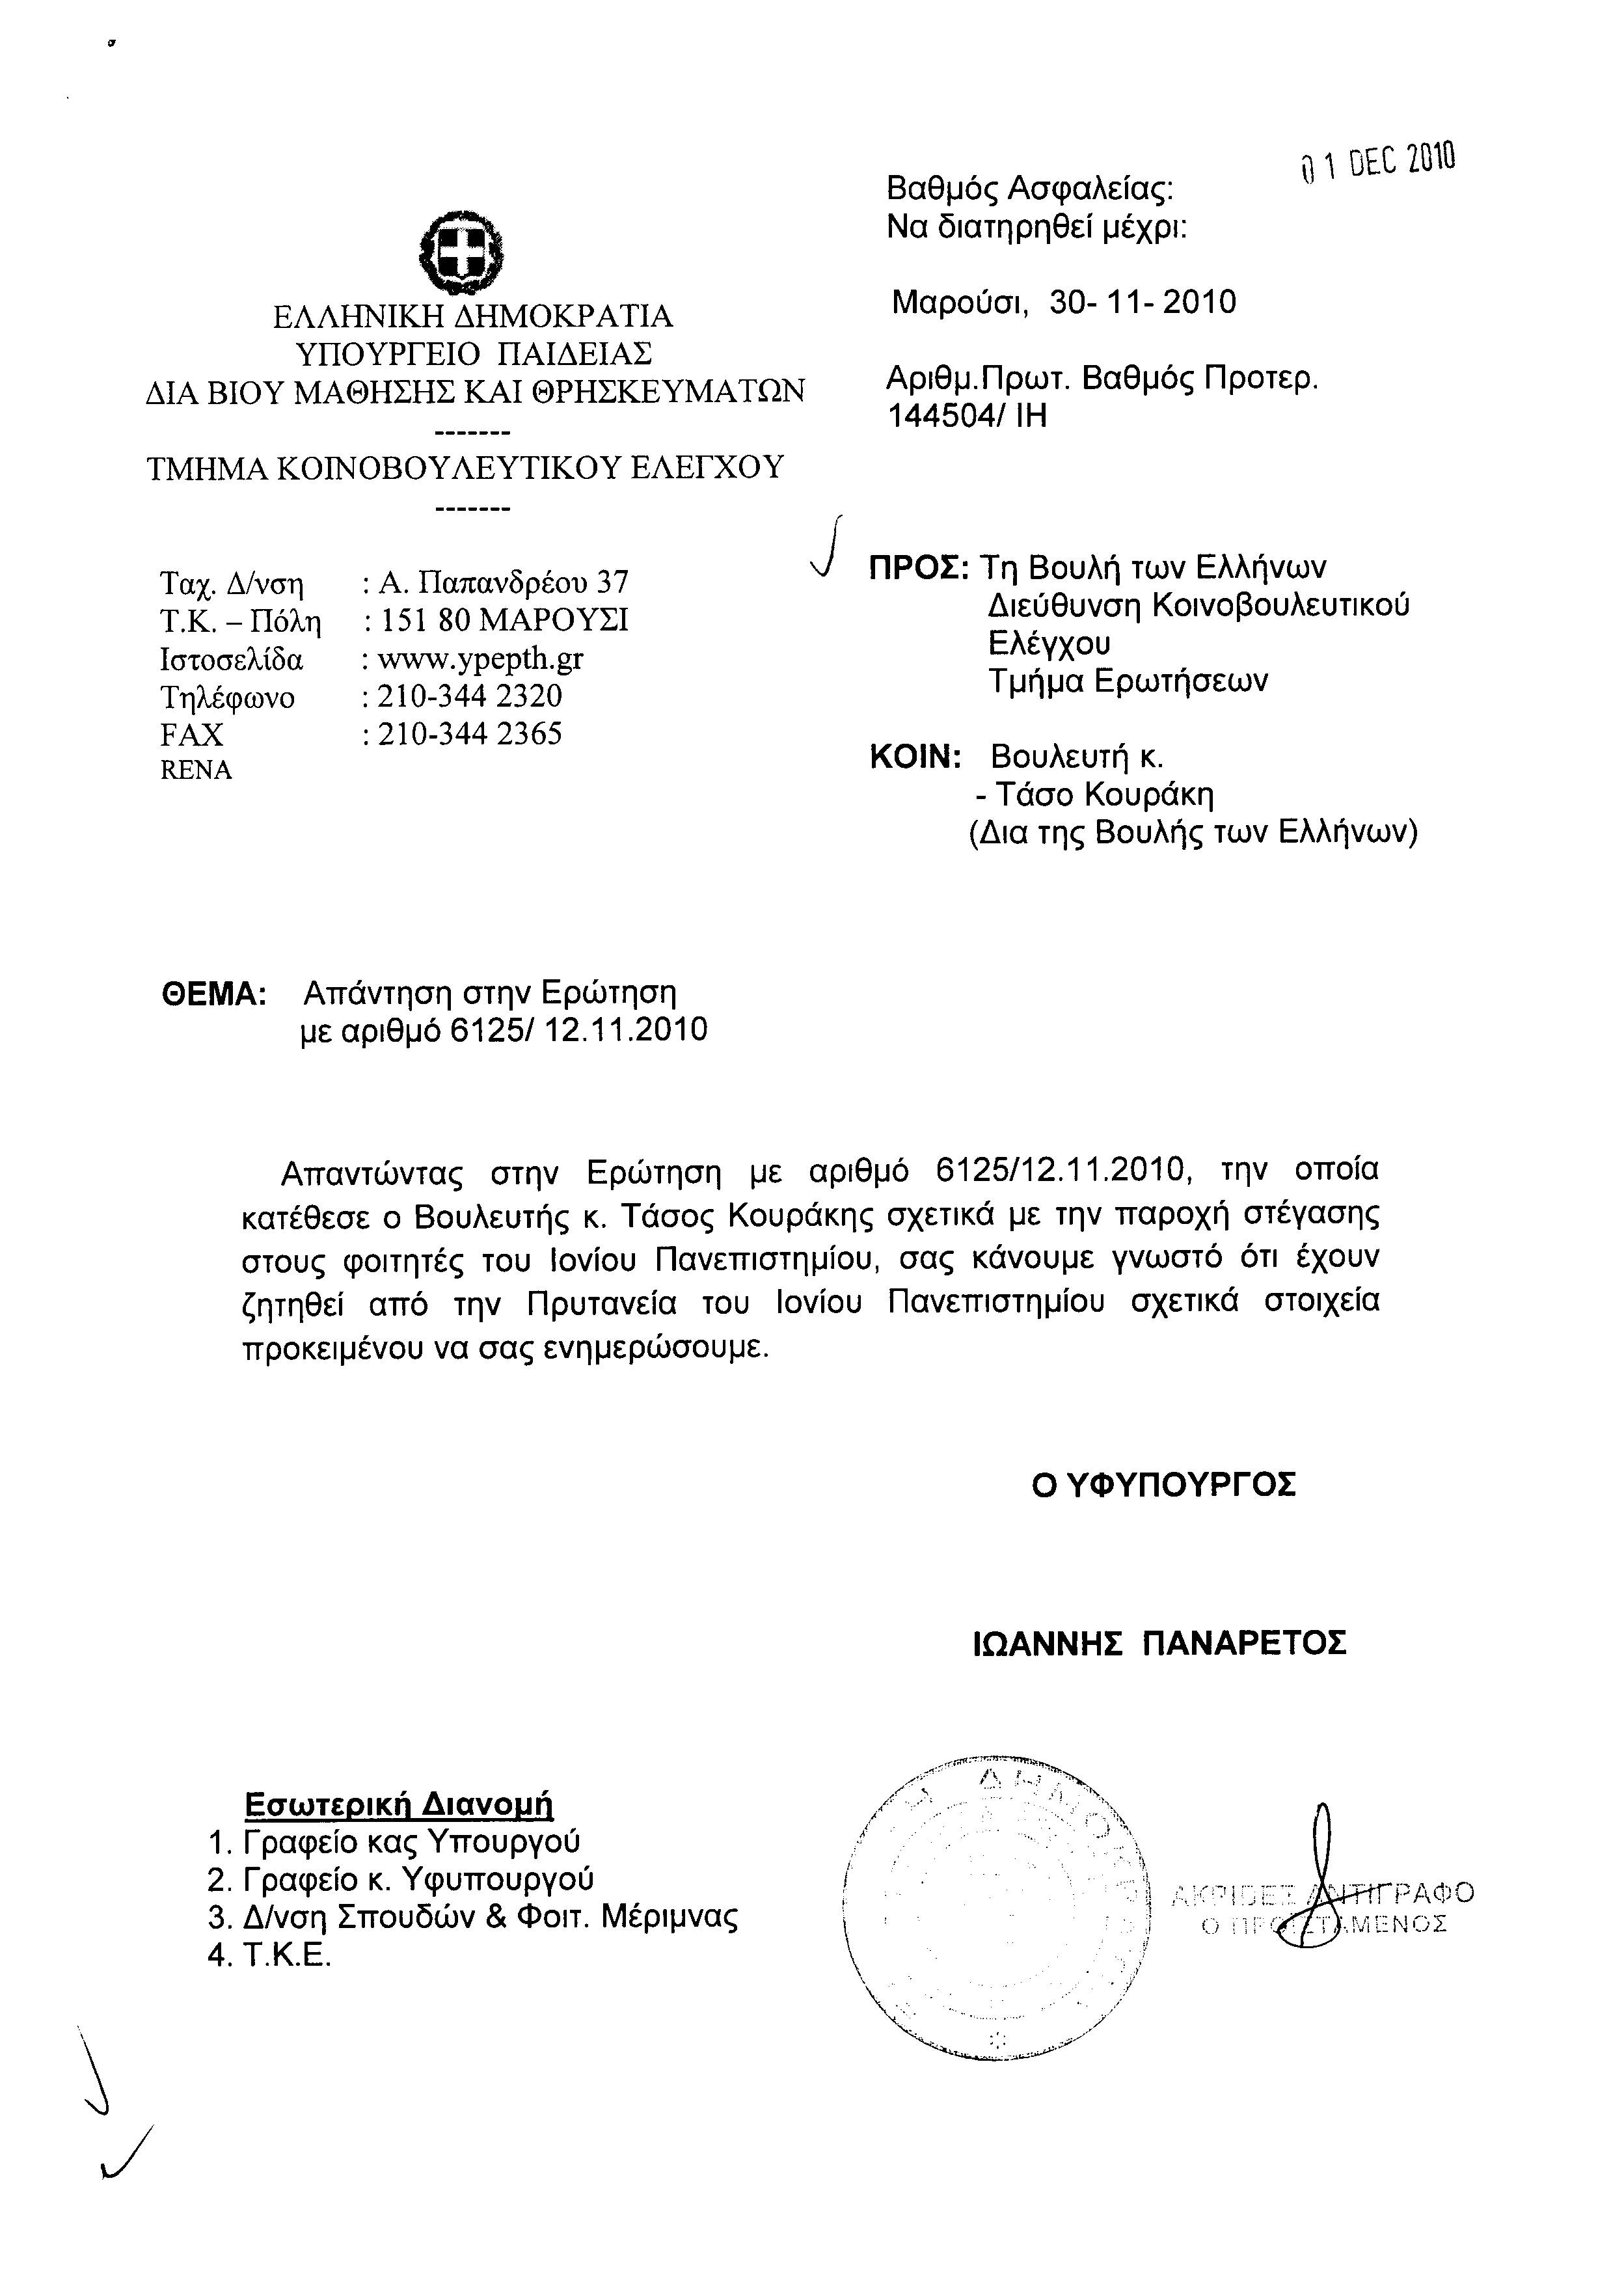 01 DEC 2010
Βαθμός Ασφαλείας:
Να διατηρηθεί μέχρι:
Μαρούσι, 30- 11- 2010
Αριθμ.Πρωτ. Βαθμός Προτερ.
144504/ ΙΗ
ΕΛΛΗΝΙΚΗ ΔΗΜΟΚΡΑΤΙΑ
ΥΠΟΥΡΓΕΙΟ ΠΑΙΔΕΙΑΣ
ΔΙΑ ΒΙΟΥ ΜΑΘΗΣΗΣ ΚΑΙ ΘΡΗΣΚΕΥΜΑΤΩΝ
-------
ΤΜΗΜΑ ΚΟΙΝΟΒΟΥΛΕΥΤΙΚΟΥ ΕΛΕΓΧΟΥ
-------
Ταχ. Δ/νση : Α. Παπανδρέου 37
Τ.Κ. – Πόλη : 151 80 ΜΑΡΟΥΣΙ
Ιστοσελίδα : www.ypepth.gr
Τηλέφωνο : 210-344 2320
FAX : 210-344 2365
RENA
ΠΡΟΣ: Τη Βουλή των Ελλήνων
Διεύθυνση Κοινοβουλευτικού
Ελέγχου
Τμήμα Ερωτήσεων
ΚΟΙΝ: Βουλευτή κ.
- Τάσο Κουράκη
(Δια της Βουλής των Ελλήνων)
ΘΕΜΑ: Απάντηση στην Ερώτηση
με αριθμό 6125/ 12.11.2010
Απαντώντας στην Ερώτηση με αριθμό 6125/12.11.2010, την οποία
κατέθεσε ο Βουλευτής κ. Τάσος Κουράκης σχετικά με την παροχή στέγασης
στους φοιτητές του Ιονίου Πανεπιστημίου, σας κάνουμε γνωστό ότι έχουν
ζητηθεί από την Πρυτανεία του Ιονίου Πανεπιστημίου σχετικά στοιχεία
προκειμένου να σας ενημερώσουμε.
Ο ΥΦΥΠΟΥΡΓΟΣ
ΙΩΑΝΝΗΣ ΠΑΝΑΡΕΤΟΣ
Εσωτερική Διανομή
1. Γραφείο κας Υπουργού
2. Γραφείο κ. Υφυπουργού
3. Δ/νση Σπουδών & Φοιτ. Μέριμνας
4. Τ.Κ.Ε.
ΑΚΡΙΒΕΣ ΑΝΤΙΓΡΑΦΟ
Ο ΠΡΟΪΣΤΑΜΕΝΟΣ